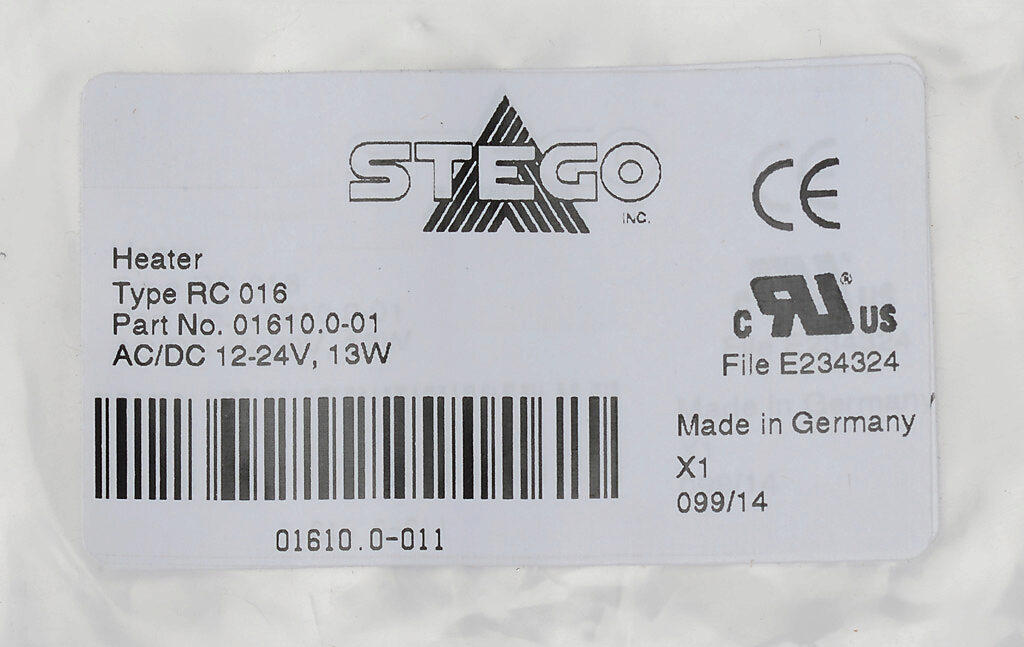 STEGO
INC.
CE
Heater
Type RC 016
Part No. 01610.0-01
AC/DC 12-24V, 13W
C RU® US
File E234324
Made in Germany
X1
099/14
01610.0-011